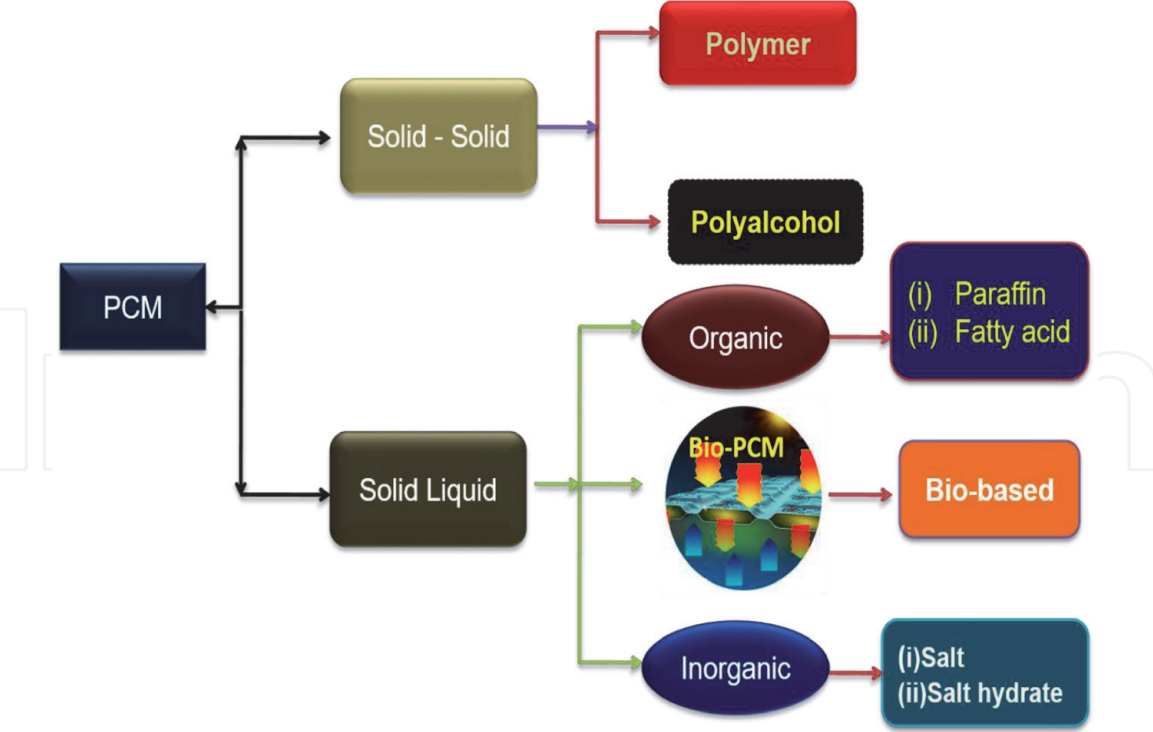 Polymer
Solid - Solid
Polyalcohol
PCM
(i) Paraffin
(ii) Fatty acid
Organic
Bio-PCM
Solid Liquid
Bio-based
Inorganic
(i)Salt
(ii)Salt hydrate